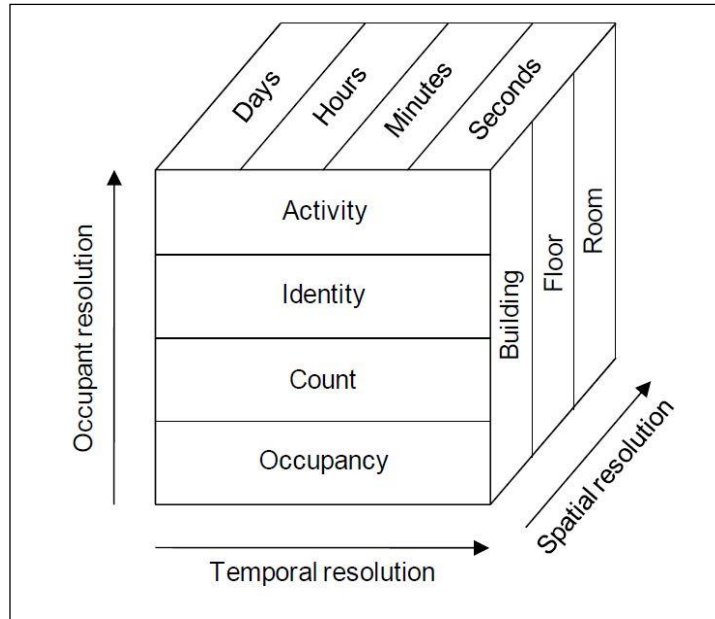 Days
Hours
Minutes
Seconds
Activity
Identity
Count
Occupancy
Building
Floor
Room
Occupant resolution
Temporal resolution
Spatial resolution